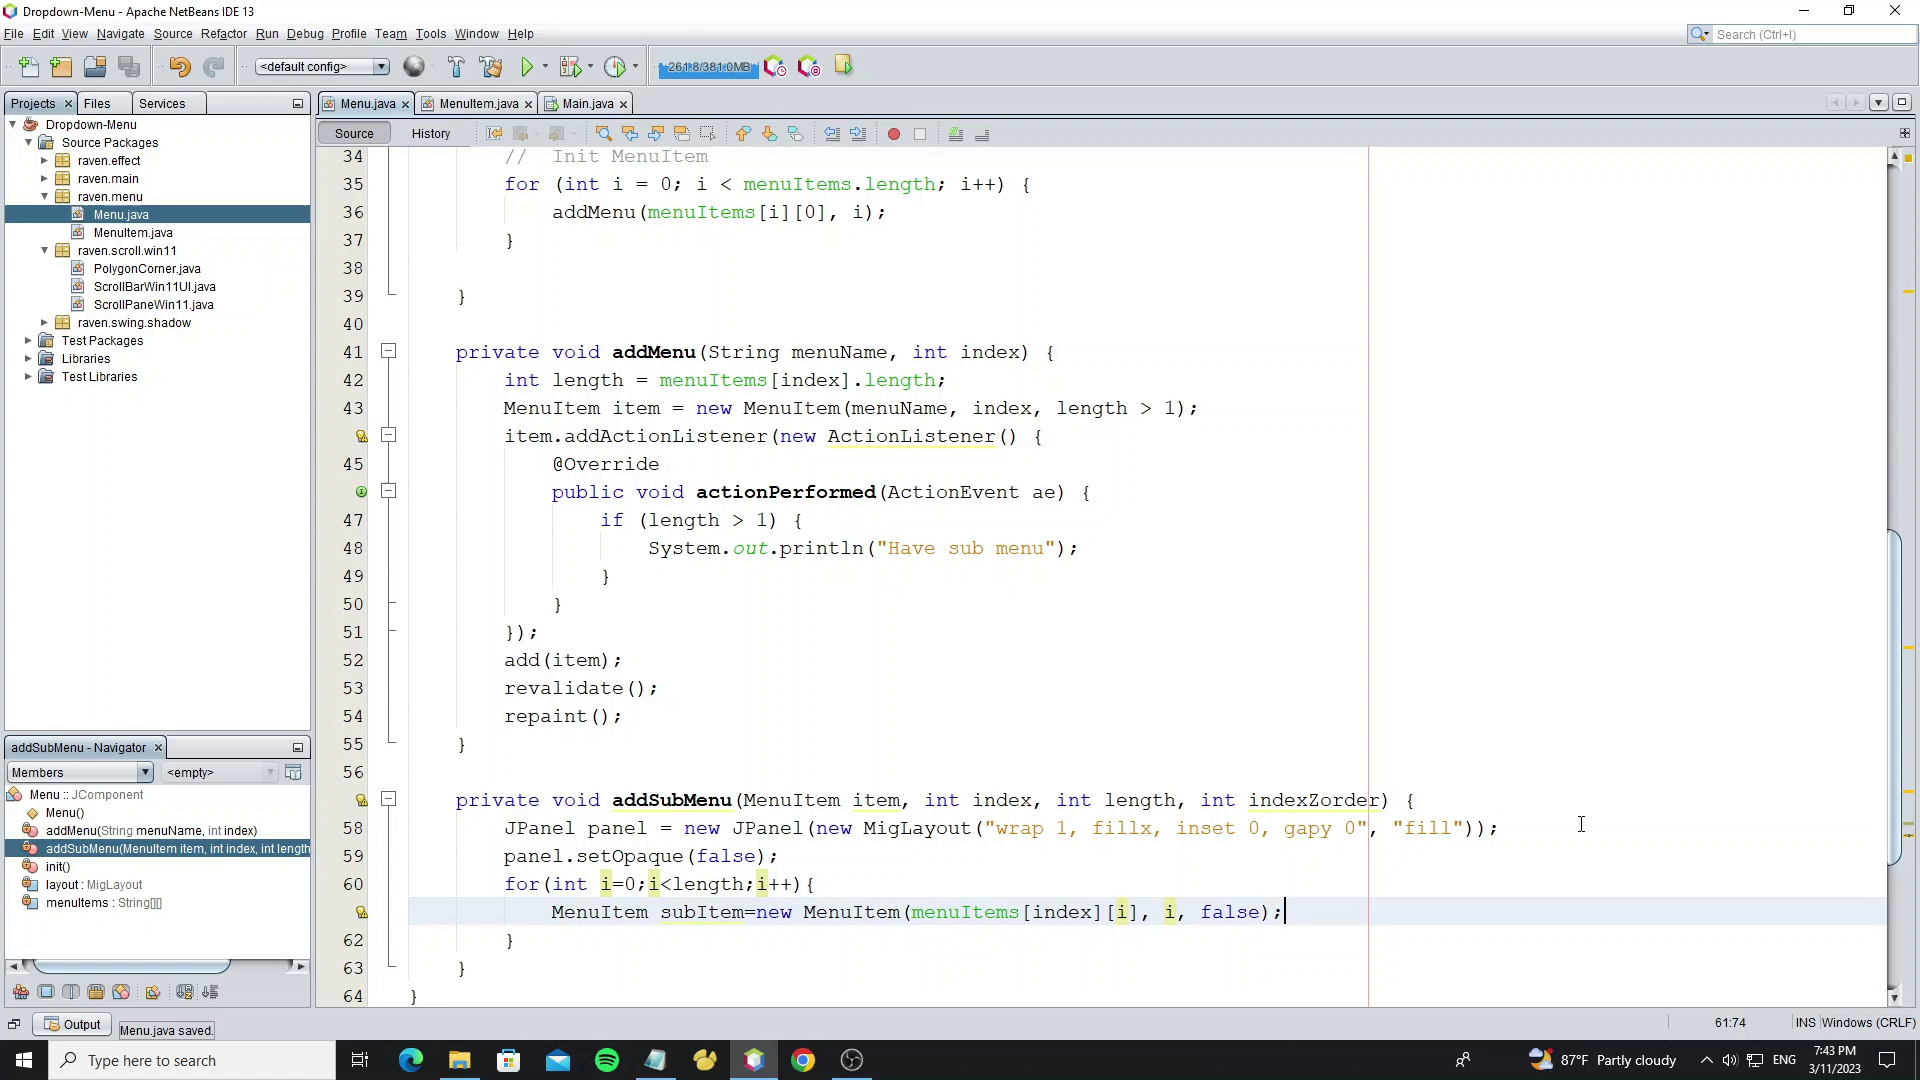 Dropdown-Menu - Apache NetBeans IDE 13
File Edit View Navigate Source Refactor Run Debug Profile Team Tools Window Help
Search (Ctrl+I)
<default config>
261.8/381.0MB
Projects Files Services
Menu.java MenuItem.java Main.java
Source History
Dropdown-Menu
Source Packages
raven.effect
raven.main
raven.menu
Menu.java
MenuItem.java
raven.scroll.win11
PolygonCorner.java
ScrollBarWin11UI.java
ScrollPaneWin11.java
raven.swing.shadow
Test Packages
Libraries
Test Libraries
34 // Init MenuItem
35 for (int i = 0; i < menuItems.length; i++) {
36 addMenu(menuItems[i][0], i);
37 }
38
39 }
40
41 private void addMenu(String menuName, int index) {
42 int length = menuItems[index].length;
43 MenuItem item = new MenuItem(menuName, index, length > 1);
item.addActionListener(new ActionListener() {
45 @Override
public void actionPerformed(ActionEvent ae) {
47 if (length > 1) {
48 System.out.println("Have sub menu");
49 }
50 }
51 });
52 add(item);
53 revalidate();
54 repaint();
55 }
56
private void addSubMenu(MenuItem item, int index, int length, int indexZorder) {
58 JPanel panel = new JPanel(new MigLayout("wrap 1, fillx, inset 0, gapy 0", "fill"));
59 panel.setOpaque(false);
60 for(int i=0;i<length;i++){
MenuItem subItem=new MenuItem(menuItems[index][i], i, false);
62 }
63 }
64 }
addSubMenu - Navigator
Members <empty>
Menu :: JComponent
Menu()
addMenu(String menuName, int index)
addSubMenu(MenuItem item, int index, int length
init()
layout : MigLayout
menuItems : String[][]
Output Menu.java saved.
61:74 INS Windows (CRLF)
Type here to search
87°F Partly cloudy
ENG
7:43 PM
3/11/2023